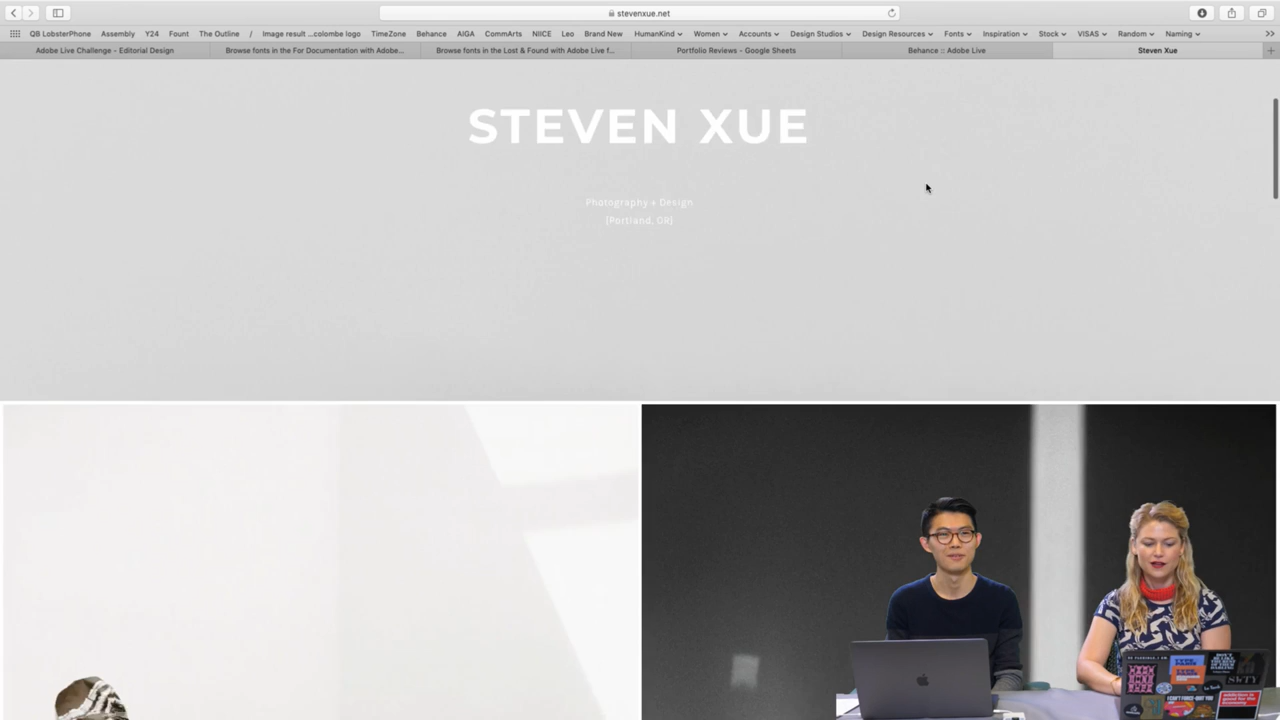 stevenxue.net
QB LobsterPhone Assembly Y24 Fount The Outline / Image result ...colombe logo TimeZone Behance AIGA CommArts NIICE Leo Brand New HumanKind Women Accounts Design Studios Design Resources Fonts Inspiration Stock VISAS Random Naming
Adobe Live Challenge - Editorial Design Browse fonts in the For Documentation with Adobe... Browse fonts in the Lost & Found with Adobe Live f... Portfolio Reviews - Google Sheets Behance :: Adobe Live Steven Xue
STEVEN XUE
Photography + Design
[Portland, OR]
SWTY